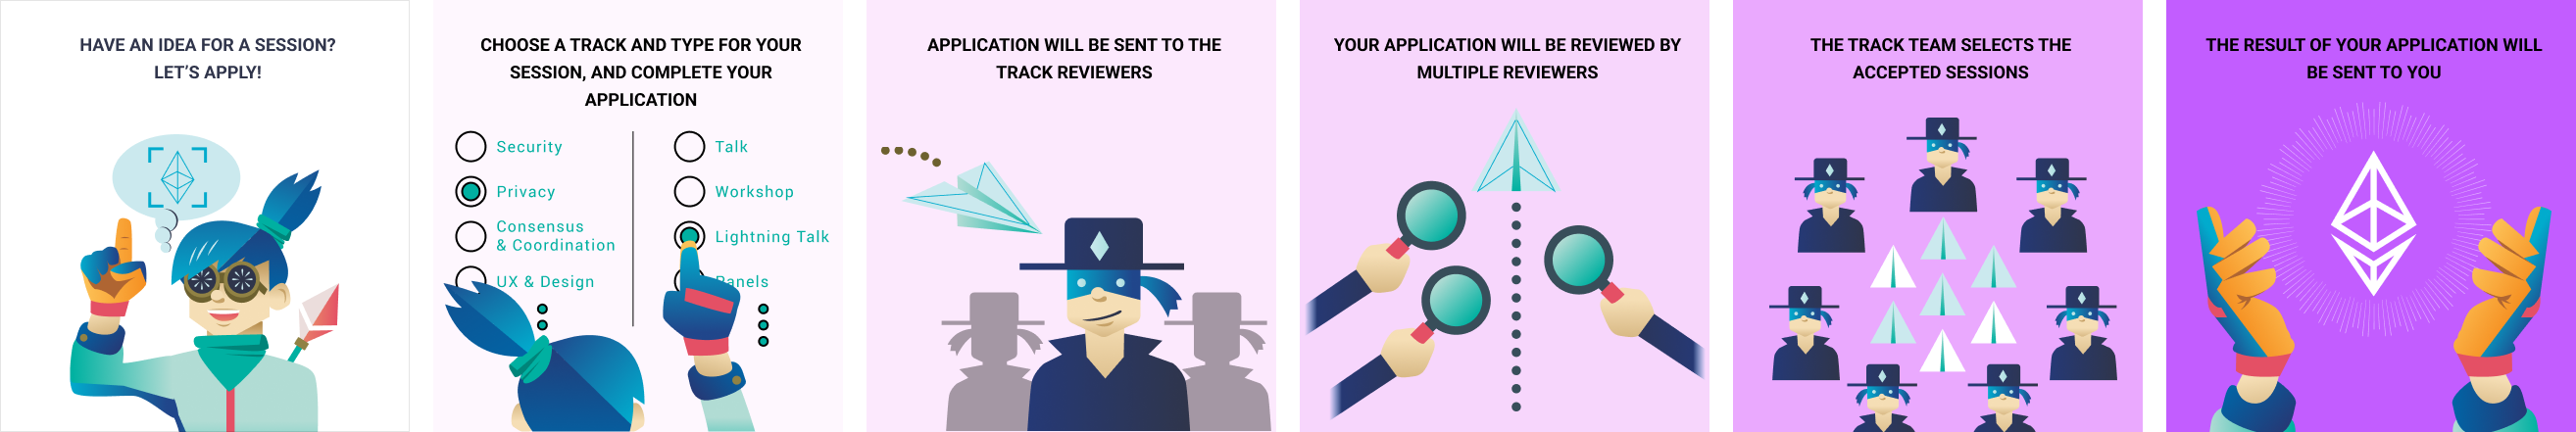 HAVE AN IDEA FOR A SESSION?
LET'S APPLY!
CHOOSE A TRACK AND TYPE FOR YOUR
SESSION, AND COMPLETE YOUR
APPLICATION
Security
Privacy
Consensus
& Coordination
UX & Design
Talk
Workshop
Lightning Talk
Panels
APPLICATION WILL BE SENT TO THE
TRACK REVIEWERS
YOUR APPLICATION WILL BE REVIEWED BY
MULTIPLE REVIEWERS
THE TRACK TEAM SELECTS THE
ACCEPTED SESSIONS
THE RESULT OF YOUR APPLICATION WILL
BE SENT TO YOU